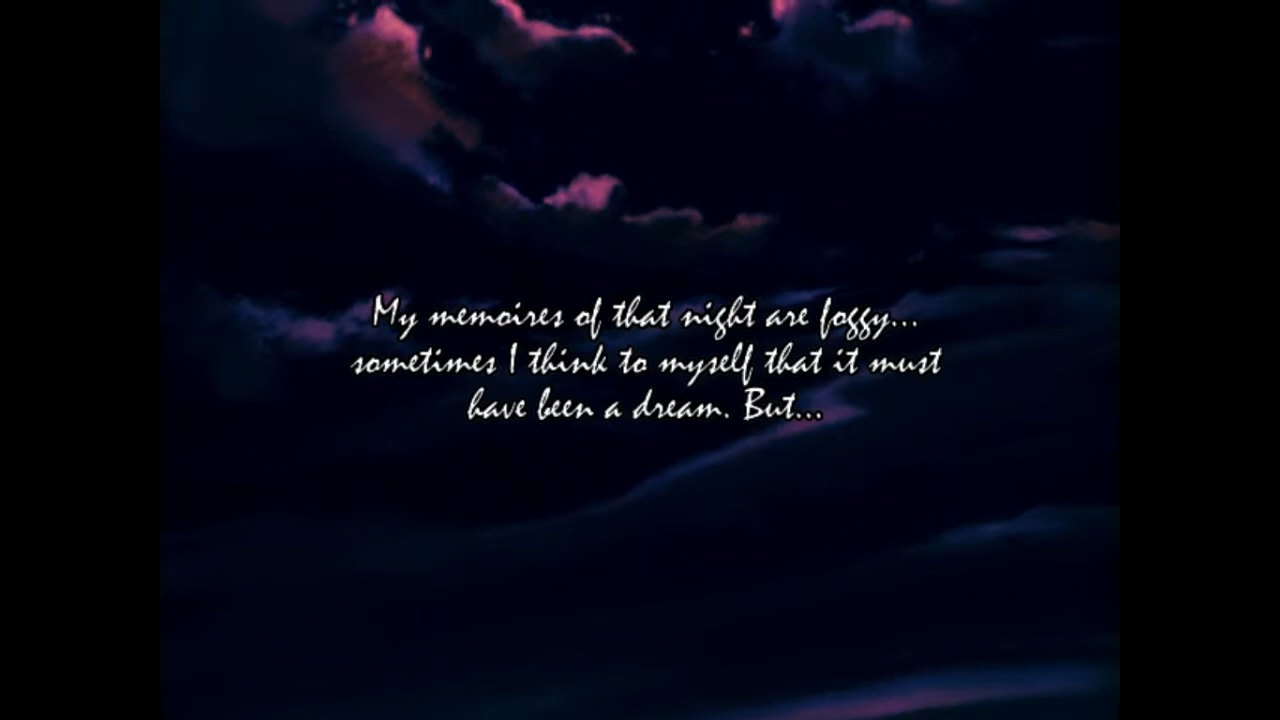 My memoires of that night are foggy...
sometimes I think to myself that it must
have been a dream. But...